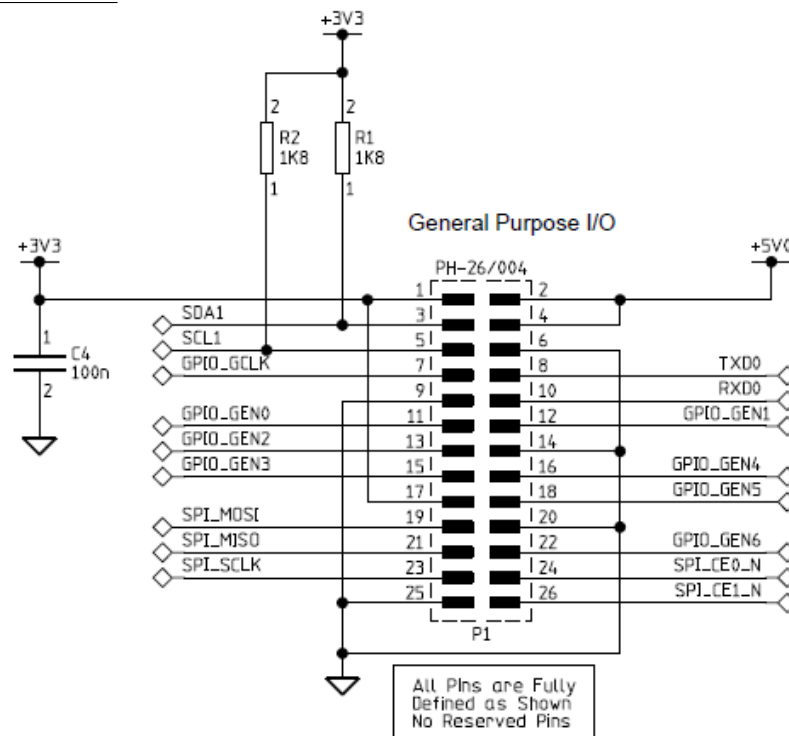 +3V3
2
2
R2
1K8
R1
1K8
1
1
General Purpose I/O
+3V3
+5V0
PH-26/004
1
2
SDA1
3
4
SCL1
5
6
GPIO_GCLK
7
8
TXD0
9
10
RXD0
GPIO_GEN0
11
12
GPIO_GEN1
GPIO_GEN2
13
14
GPIO_GEN3
15
16
GPIO_GEN4
17
18
GPIO_GEN5
SPI_MOSI
19
20
SPI_MISO
21
22
GPIO_GEN6
SPI_SCLK
23
24
SPI_CE0_N
25
26
SPI_CE1_N
1
C4
100n
2
P1
All Pins are Fully
Defined as Shown
No Reserved Pins